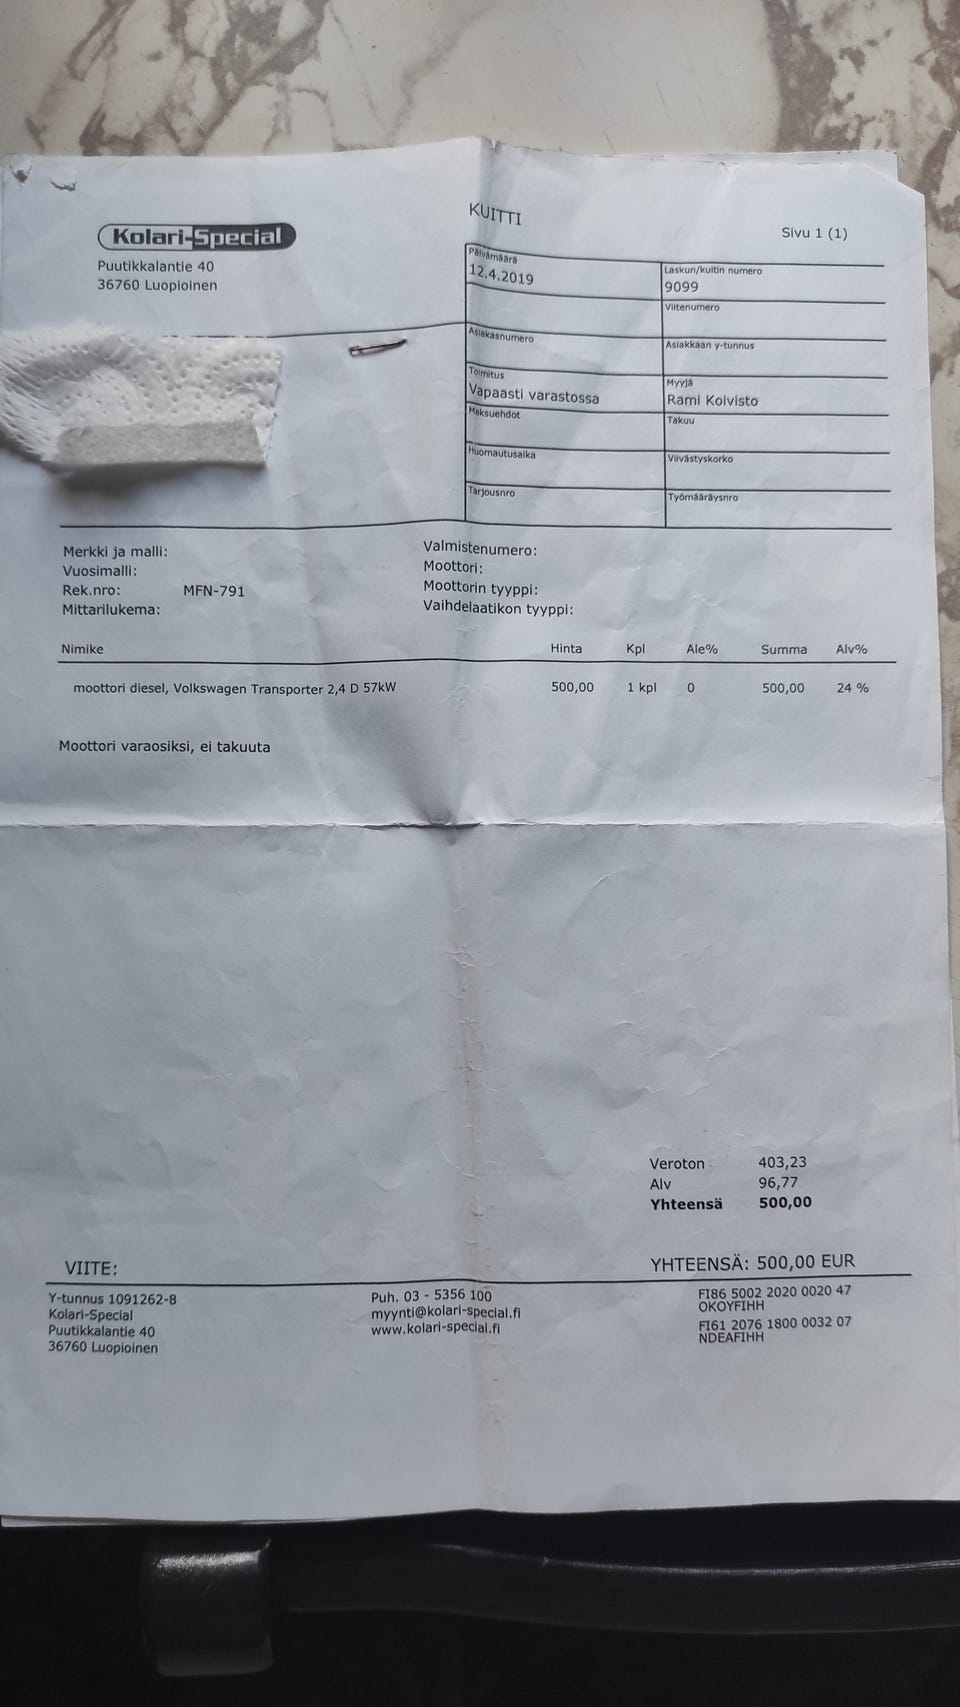 KUITTI
Sivu 1 (1)
Kolari-Special
Puutikkalantie 40
36760 Luopioinen
Päivämäärä
12.4.2019
Laskun/kuitin numero
9099
Viitenumero
Asiakasnumero
Asiakkaan y-tunnus
Toimitus
Vapaasti varastossa
Myyjä
Rami Koivisto
Maksuehdot
Takuu
Huomautusaika
Viivästyskorko
Tarjousnro
Työmääräysnro
Merkki ja malli:
Vuosimalli:
Rek.nro: MFN-791
Mittarilukema:
Valmistenumero:
Moottori:
Moottorin tyyppi:
Vaihdelaatikon tyyppi:
Nimike Hinta Kpl Ale% Summa Alv%
moottori diesel, Volkswagen Transporter 2,4 D 57kW 500,00 1 kpl 0 500,00 24 %
Moottori varaosiksi, ei takuuta
Veroton 403,23
Alv 96,77
Yhteensä 500,00
VIITE:
YHTEENSÄ: 500,00 EUR
Y-tunnus 1091262-8
Kolari-Special
Puutikkalantie 40
36760 Luopioinen
Puh. 03 - 5356 100
myynti@kolari-special.fi
www.kolari-special.fi
FI86 5002 2020 0020 47
OKOYFIHH
FI61 2076 1800 0032 07
NDEAFIHH